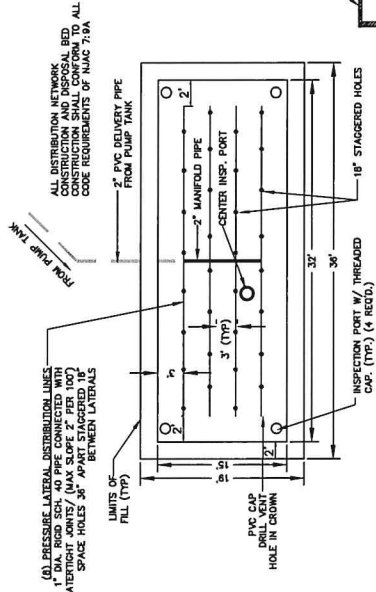 (8) PRESSURE LATERAL DISTRIBUTION LINES
1" DIA. RIGID SCH. 40 PIPE CONNECTED WITH
ATERTIGHT JOINTS/ (MAX SLOPE 2" PER 100')
SPACE HOLES 36" APART STAGGERED 18"
BETWEEN LATERALS
FROM PUMP TANK
ALL DISTRIBUTION NETWORK
CONSTRUCTION AND DISPOSAL BED
CONSTRUCTION SHALL CONFORM TO ALL
CODE REQUIREMENTS OF NJAC 7:9A
2" PVC DELIVERY PIPE
FROM PUMP TANK
LIMITS OF
FILL (TYP)
2" MANIFOLD PIPE
CENTER INSP. PORT
3' (TYP)
2'
2'
2'
15'
19'
32'
36'
PVC CAP
DRILL VENT
HOLE IN CROWN
18" STAGGERED HOLES
INSPECTION PORT W/ THREADED
CAP. (TYP.) (4 REQ'D.)